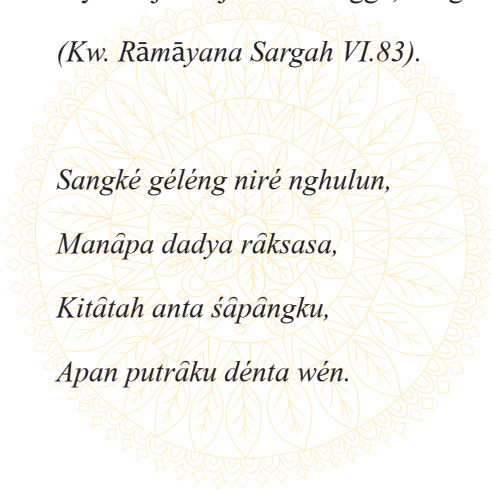 (Kw. Rāmāyana Sargah VI.83).
Sangké géléng niré nghulun,
Manâpa dadya râksasa,
Kitâtah anta śâpângku,
Apan putrâku dénta wén.